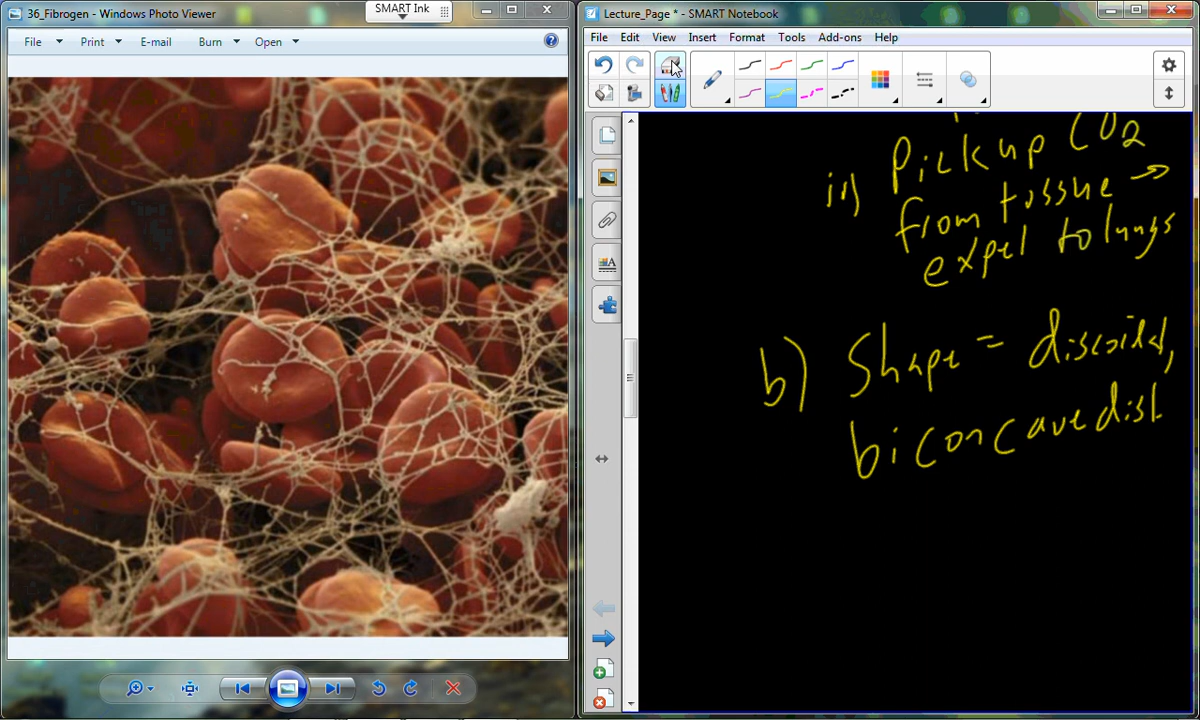 36_Fibrogen - Windows Photo Viewer
SMART Ink
File Print E-mail Burn Open
Lecture_Page * - SMART Notebook
File Edit View Insert Format Tools Add-ons Help
ii) Pick up CO2
from tissue →
expel to lungs
b) Shape = discoidal,
biconcave disk